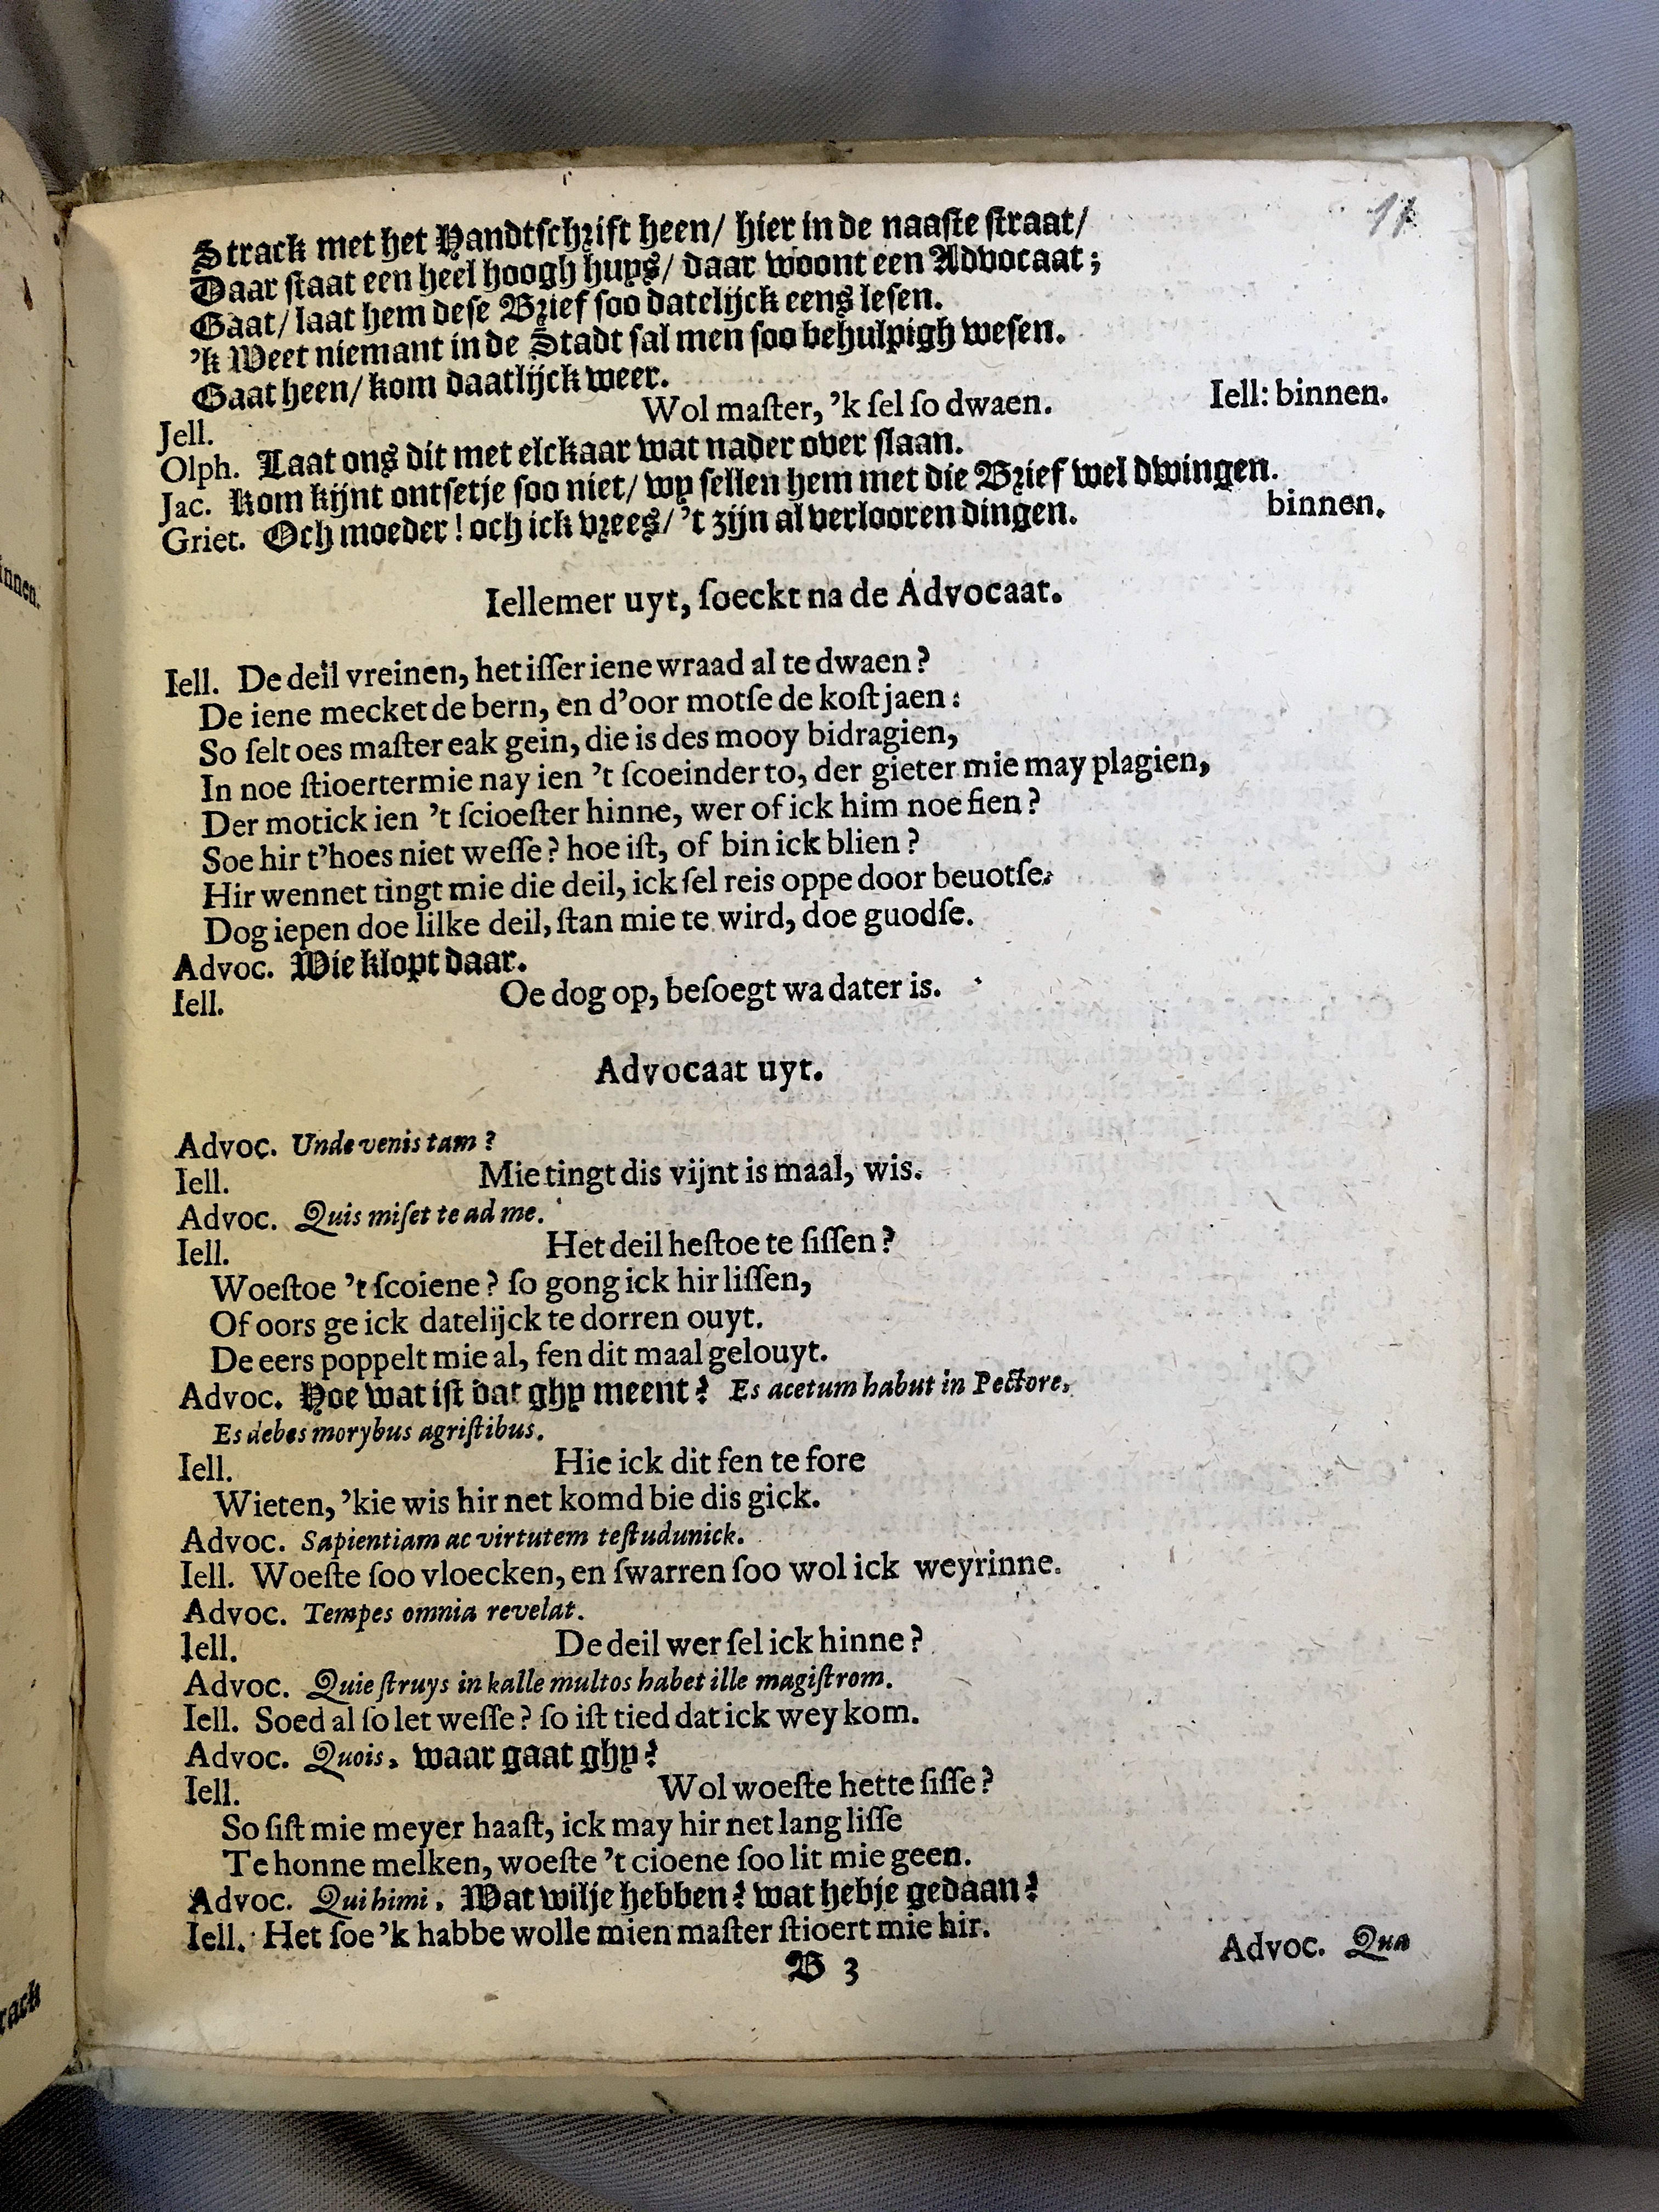 11
Strack met het Handtschrift heen/ hier in de naaste straat/
Daar staat een heel hoogh huys/ daar woont een Advocaat;
Gaat/ laat hem dese Brief soo datelijck eens lesen.
'k Weet niemant in de Stadt sal men soo behulpigh wesen.
Gaat heen/ kom daatlijck weer.
Jell. Wol maſter, 'k ſel ſo dwaen. Iell: binnen.
Olph. Laat ons dit met elckaar wat nader over slaan.
Jac. Kom kijnt ontsetje soo niet/ wy sellen hem met die Brief wel dwingen.
Griet. Och moeder! och ick vrees/ 't zijn al verlooren dingen. binnen.
Iellemer uyt, ſoeckt na de Advocaat.
Iell. De deil vreinen, het iſſer iene wraad al te dwaen?
De iene mecket de bern, en d'oor motſe de koſt jaen:
So ſelt oes maſter eak gein, die is des mooy bidragien,
In noe ſtioertermie nay ien 't ſcoeinder to, der gieter mie may plagien,
Der motick ien 't ſcioeſter hinne, wer of ick him noe ſien?
Soe hir t'hoes niet weſſe? hoe iſt, of bin ick blien?
Hir wennet tingt mie die deil, ick ſel reis oppe door beuotſe.
Dog iepen doe lilke deil, ſtan mie te wird, doe guodſe.
Advoc. Wie klopt daar.
Iell. Oe dog op, beſoegt wa dater is.
Advocaat uyt.
Advoc. Unde venis tam?
Iell. Mie tingt dis vijnt is maal, wis.
Advoc. Quis miſet te ad me.
Iell. Het deil heſtoe te ſiſſen?
Woeſtoe 't ſcoiene? ſo gong ick hir liſſen,
Of oors ge ick datelijck te dorren ouyt.
De eers poppelt mie al, fen dit maal gelouyt.
Advoc. Hoe wat ist dat ghy meent? Es acetum habut in Pectore,
Es debes morybus agriſtibus.
Iell. Hie ick dit fen te fore
Wieten, 'kie wis hir net komd bie dis gick.
Advoc. Sapientiam ac virtutem teſtudunick.
Iell. Woeſte ſoo vloecken, en ſwarren ſoo wol ick weyrinne.
Advoc. Tempes omnia revelat.
Iell. De deil wer ſel ick hinne?
Advoc. Quie ſtruys in kalle multos habet ille magiſtrom.
Iell. Soed al ſo let weſſe? ſo iſt tied dat ick wey kom.
Advoc. Quois, waar gaat ghy?
Iell. Wol woeſte hette ſiſſe?
So ſiſt mie meyer haaſt, ick may hir net lang liſſe
Te honne melken, woeſte 't cioene ſoo lit mie geen.
Advoc. Qui himi. Wat wilje hebben? wat hebje gedaan?
Iell. Het ſoe 'k habbe wolle mien maſter ſtioert mie hir.
B 3
Advoc. Qua
innen.
rack